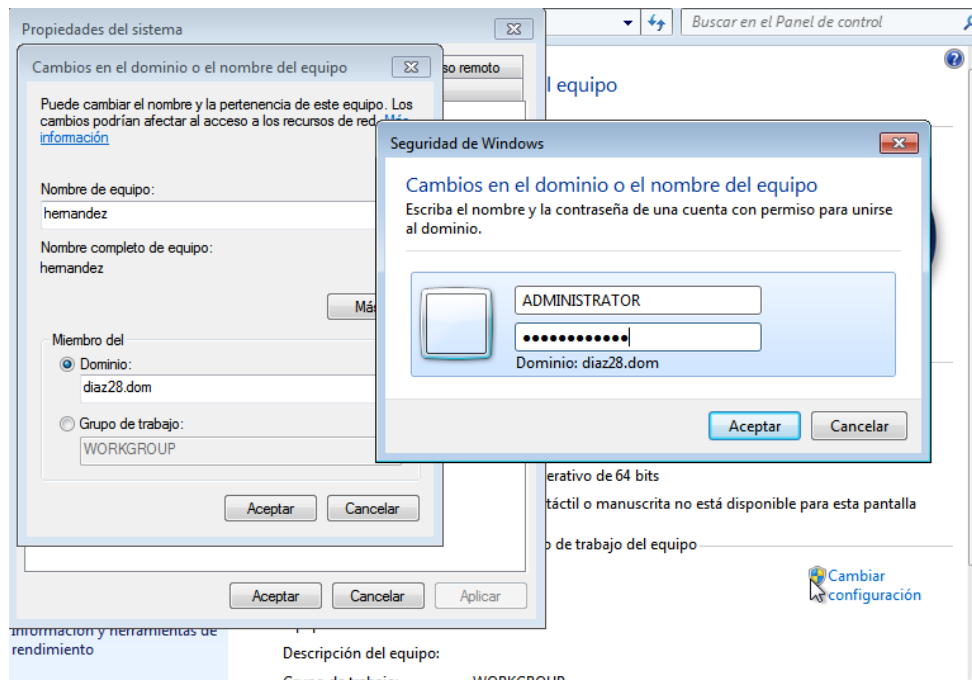 Propiedades del sistema
Buscar en el Panel de control
Cambios en el dominio o el nombre del equipo
so remoto
l equipo
Puede cambiar el nombre y la pertenencia de este equipo. Los
cambios podrían afectar al acceso a los recursos de red. Más
información
Nombre de equipo:
hernandez
Nombre completo de equipo:
hernandez
Más
Miembro del
Dominio:
diaz28.dom
Grupo de trabajo:
WORKGROUP
Aceptar Cancelar
Seguridad de Windows
Cambios en el dominio o el nombre del equipo
Escriba el nombre y la contraseña de una cuenta con permiso para unirse
al dominio.
ADMINISTRATOR
●●●●●●●●●●●●
Dominio: diaz28.dom
Aceptar Cancelar
erativo de 64 bits
táctil o manuscrita no está disponible para esta pantalla
o de trabajo del equipo
Cambiar
configuración
Aceptar Cancelar Aplicar
Información y herramientas de
rendimiento
Descripción del equipo:
Grupo de trabajo: WORKGROUP